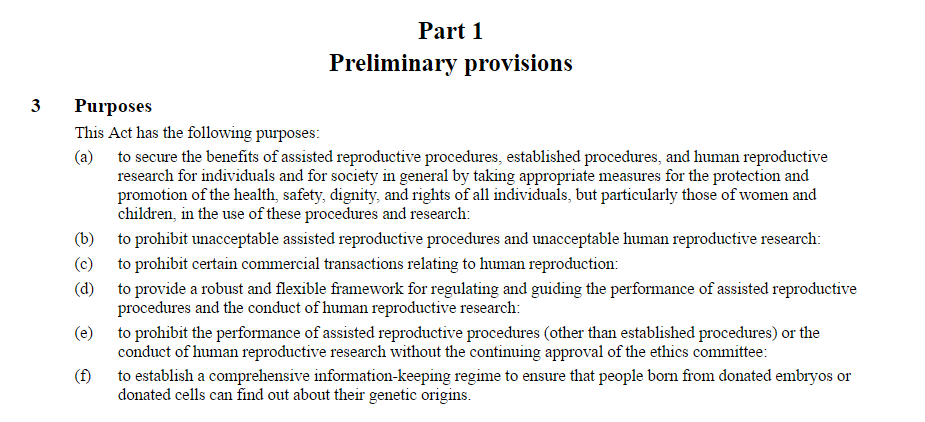 Part 1
Preliminary provisions
3 Purposes
This Act has the following purposes:
(a) to secure the benefits of assisted reproductive procedures, established procedures, and human reproductive
research for individuals and for society in general by taking appropriate measures for the protection and
promotion of the health, safety, dignity, and rights of all individuals, but particularly those of women and
children, in the use of these procedures and research:
(b) to prohibit unacceptable assisted reproductive procedures and unacceptable human reproductive research:
(c) to prohibit certain commercial transactions relating to human reproduction:
(d) to provide a robust and flexible framework for regulating and guiding the performance of assisted reproductive
procedures and the conduct of human reproductive research:
(e) to prohibit the performance of assisted reproductive procedures (other than established procedures) or the
conduct of human reproductive research without the continuing approval of the ethics committee:
(f) to establish a comprehensive information-keeping regime to ensure that people born from donated embryos or
donated cells can find out about their genetic origins.